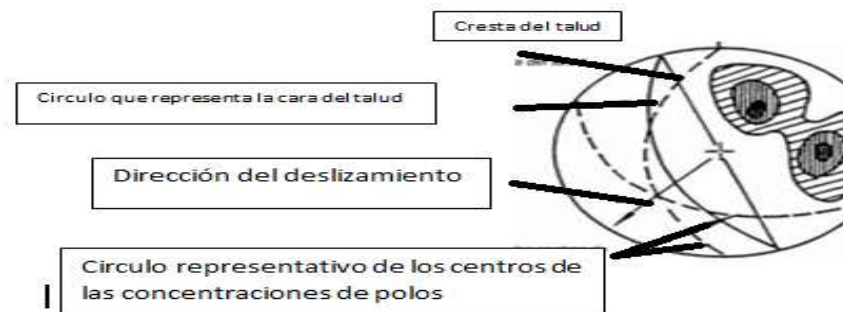 Cresta del talud
Circulo que representa la cara del talud
Dirección del deslizamiento
Circulo representativo de los centros de
las concentraciones de polos